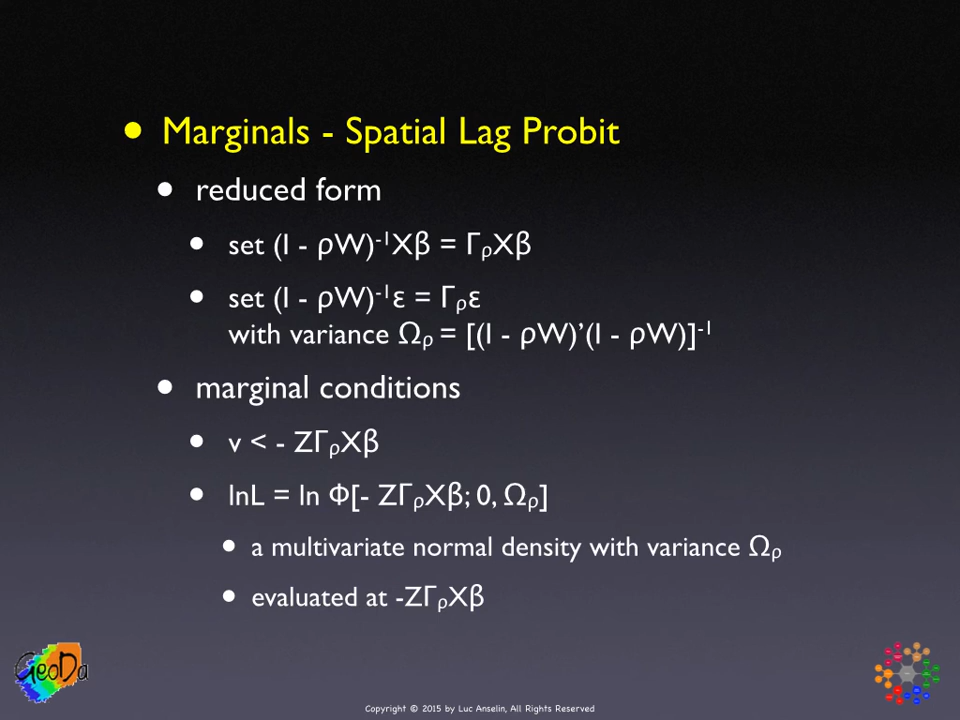 • Marginals - Spatial Lag Probit
• reduced form
• set (I - ρW)⁻¹Xβ = ΓᵨXβ
• set (I - ρW)⁻¹ε = Γᵨε
with variance Ωᵨ = [(I - ρW)’(I - ρW)]⁻¹
• marginal conditions
• v < - ZΓᵨXβ
• lnL = ln Φ[- ZΓᵨXβ; 0, Ωᵨ]
• a multivariate normal density with variance Ωᵨ
• evaluated at -ZΓᵨXβ
GeoDa
Copyright © 2015 by Luc Anselin, All Rights Reserved